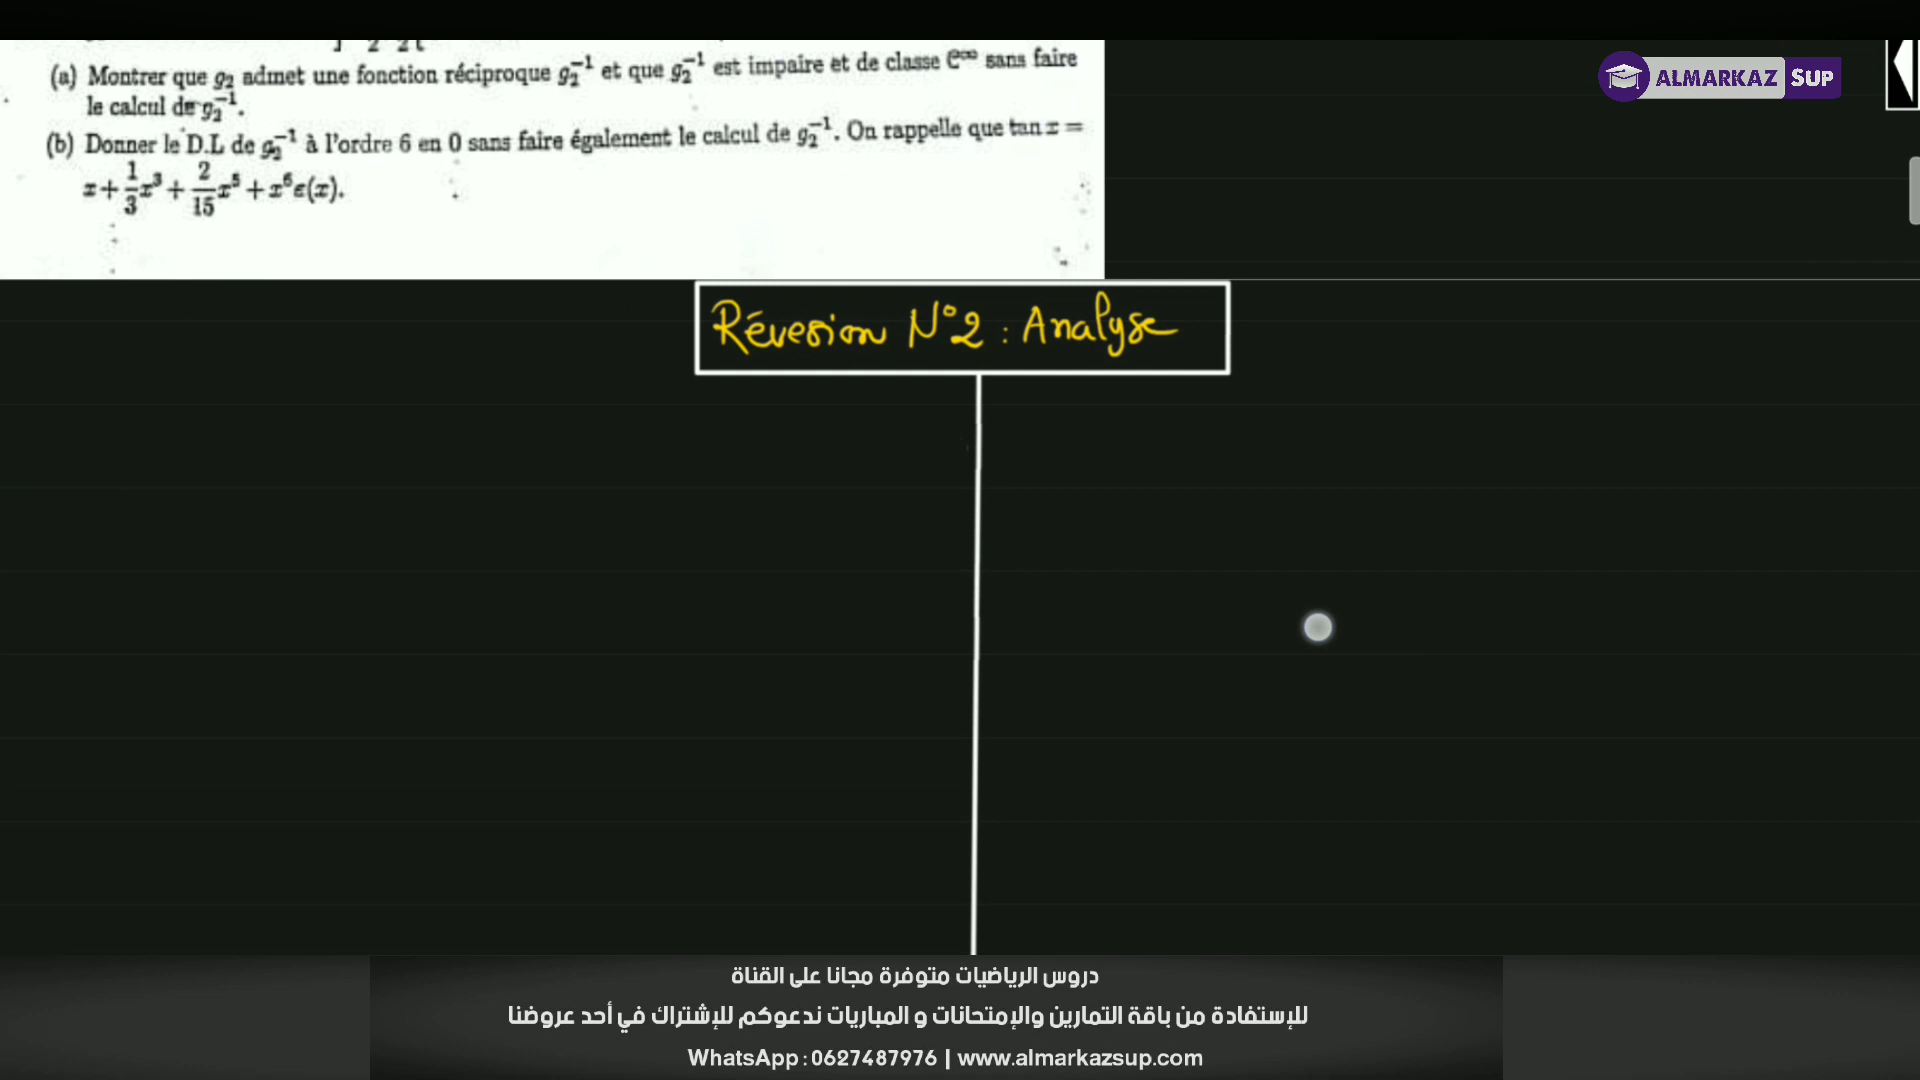 (a) Montrer que g₂ admet une fonction réciproque g₂⁻¹ et que g₂⁻¹ est impaire et de classe C^∞ sans faire
le calcul de g₂⁻¹.
(b) Donner le D.L de g₂⁻¹ à l'ordre 6 en 0 sans faire également le calcul de g₂⁻¹. On rappelle que tan x =
x + 1/3 x³ + 2/15 x⁵ + x⁶ε(x).
ALMARKAZ SUP
Révesion N°2 : Analyse
دروس الرياضيات متوفرة مجانا على القناة
للإستفادة من باقة التمارين والإمتحانات و المباريات ندعوكم للإشتراك في أحد عروضنا
WhatsApp : 0627487976 | www.almarkazsup.com